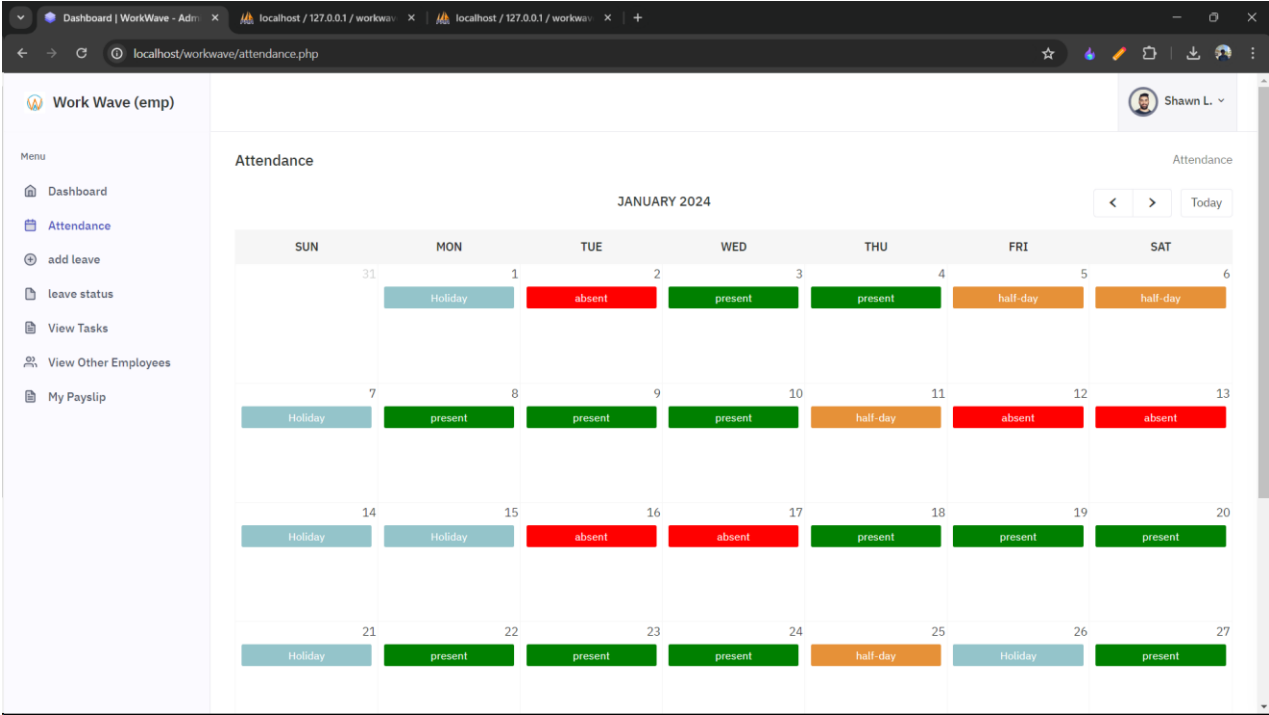 Dashboard | WorkWave - Adm
localhost / 127.0.0.1 / workwav
localhost / 127.0.0.1 / workwav
localhost/workwave/attendance.php
Work Wave (emp)
Shawn L.
Menu
Dashboard
Attendance
add leave
leave status
View Tasks
View Other Employees
My Payslip
Attendance
Attendance
JANUARY 2024
Today
SUN MON TUE WED THU FRI SAT
31 1 2 3 4 5 6
Holiday absent present present half-day half-day
7 8 9 10 11 12 13
Holiday present present present half-day absent absent
14 15 16 17 18 19 20
Holiday Holiday absent absent present present present
21 22 23 24 25 26 27
Holiday present present present half-day Holiday present